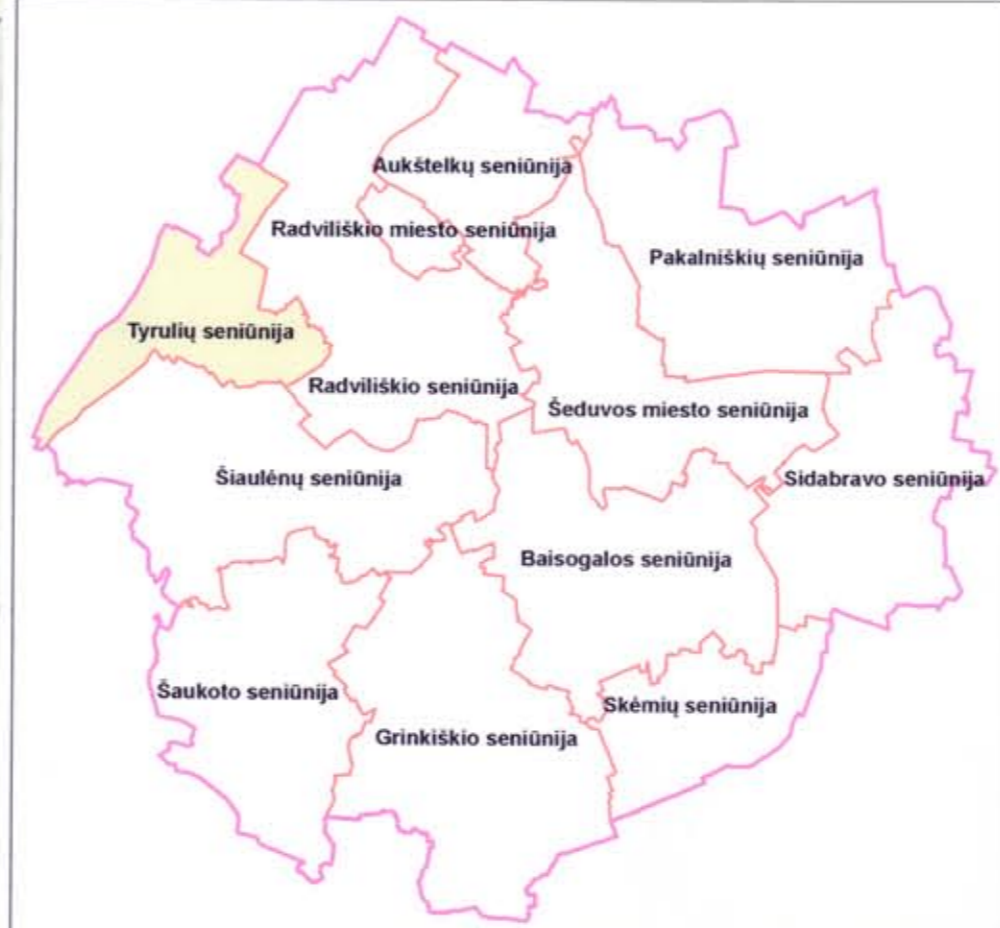 Aukštelkų seniūnija
Radviliškio miesto seniūnija
Pakalniškių seniūnija
Tyrulių seniūnija
Radviliškio seniūnija
Šeduvos miesto seniūnija
Šiaulėnų seniūnija
Sidabravo seniūnija
Baisogalos seniūnija
Šaukoto seniūnija
Skėmių seniūnija
Grinkiškio seniūnija